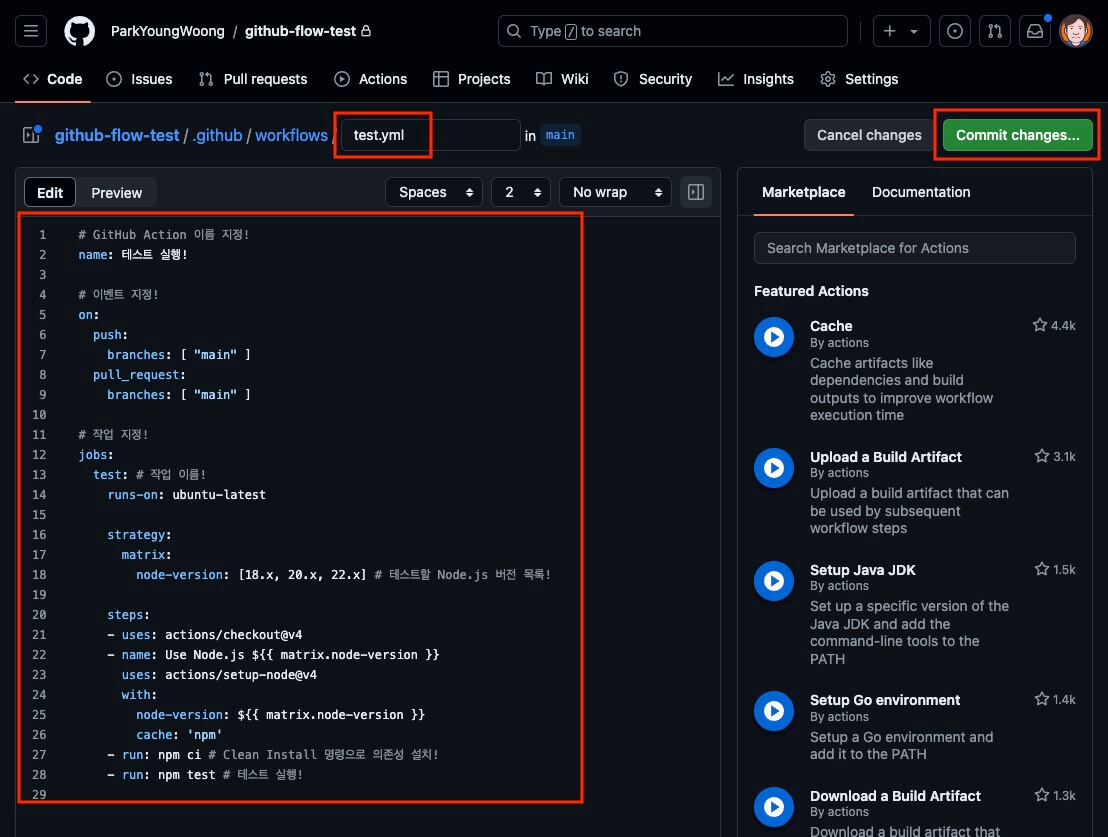 ParkYoungWoong / github-flow-test
Type / to search
Code
Issues
Pull requests
Actions
Projects
Wiki
Security
Insights
Settings
github-flow-test / .github / workflows / test.yml in main
Cancel changes
Commit changes...
Edit
Preview
Spaces
2
No wrap
1 # GitHub Action 이름 지정!
2 name: 테스트 실행!
3
4 # 이벤트 지정!
5 on:
6 push:
7 branches: [ "main" ]
8 pull_request:
9 branches: [ "main" ]
10
11 # 작업 지정!
12 jobs:
13 test: # 작업 이름!
14 runs-on: ubuntu-latest
15
16 strategy:
17 matrix:
18 node-version: [18.x, 20.x, 22.x] # 테스트할 Node.js 버전 목록!
19
20 steps:
21 - uses: actions/checkout@v4
22 - name: Use Node.js ${{ matrix.node-version }}
23 uses: actions/setup-node@v4
24 with:
25 node-version: ${{ matrix.node-version }}
26 cache: 'npm'
27 - run: npm ci # Clean Install 명령으로 의존성 설치!
28 - run: npm test # 테스트 실행!
29
Marketplace
Documentation
Search Marketplace for Actions
Featured Actions
Cache
4.4k
By actions
Cache artifacts like
dependencies and build
outputs to improve workflow
execution time
Upload a Build Artifact
3.1k
By actions
Upload a build artifact that can
be used by subsequent
workflow steps
Setup Java JDK
1.5k
By actions
Set up a specific version of the
Java JDK and add the
command-line tools to the
PATH
Setup Go environment
1.4k
By actions
Setup a Go environment and
add it to the PATH
Download a Build Artifact
1.3k
By actions
Download a build artifact that